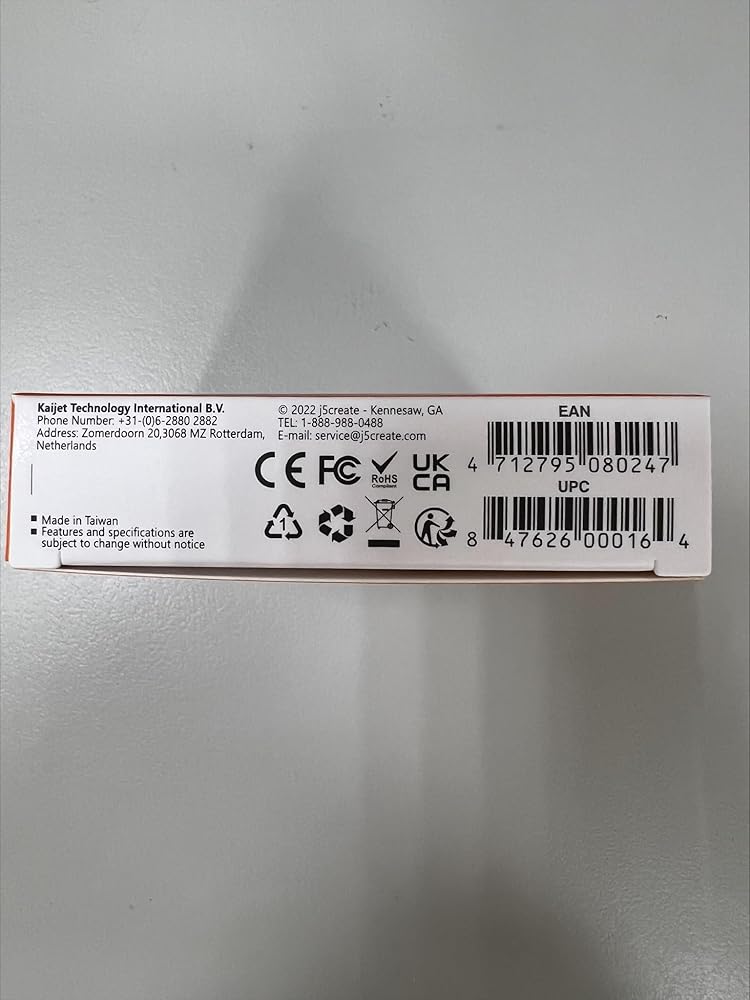 Kaijet Technology International B.V.
Phone Number: +31-(0)6-2880 2882
Address: Zomerdoorn 20,3068 MZ Rotterdam,
Netherlands
■ Made in Taiwan
■ Features and specifications are
subject to change without notice
© 2022 j5create - Kennesaw, GA
TEL: 1-888-988-0488
E-mail: service@j5create.com
CE FC RoHS
Compliant
UK
CA
1
EAN
4 712795 080247
UPC
8 47626 00016 4